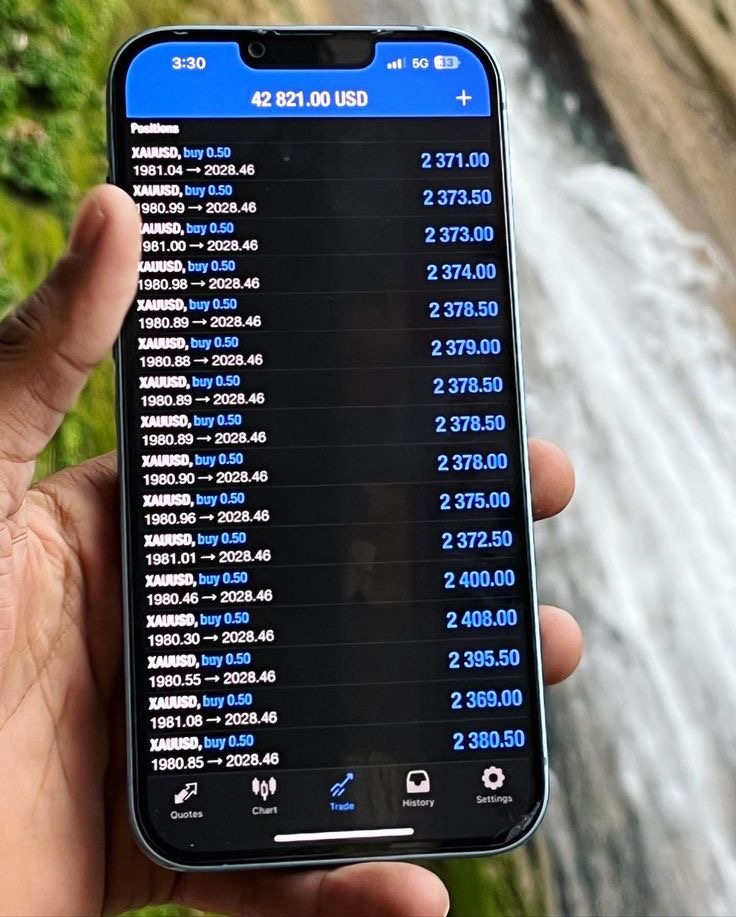 3:30
5G 33
42 821.00 USD +
Positions
XAUUSD, buy 0.50
1981.04 → 2028.46 2 371.00
XAUUSD, buy 0.50
1980.99 → 2028.46 2 373.50
XAUUSD, buy 0.50
1981.00 → 2028.46 2 373.00
XAUUSD, buy 0.50
1980.98 → 2028.46 2 374.00
XAUUSD, buy 0.50
1980.89 → 2028.46 2 378.50
XAUUSD, buy 0.50
1980.88 → 2028.46 2 379.00
XAUUSD, buy 0.50
1980.89 → 2028.46 2 378.50
XAUUSD, buy 0.50
1980.89 → 2028.46 2 378.50
XAUUSD, buy 0.50
1980.90 → 2028.46 2 378.00
XAUUSD, buy 0.50
1980.96 → 2028.46 2 375.00
XAUUSD, buy 0.50
1981.01 → 2028.46 2 372.50
XAUUSD, buy 0.50
1980.46 → 2028.46 2 400.00
XAUUSD, buy 0.50
1980.30 → 2028.46 2 408.00
XAUUSD, buy 0.50
1980.55 → 2028.46 2 395.50
XAUUSD, buy 0.50
1981.08 → 2028.46 2 369.00
XAUUSD, buy 0.50
1980.85 → 2028.46 2 380.50
Quotes Chart Trade History Settings